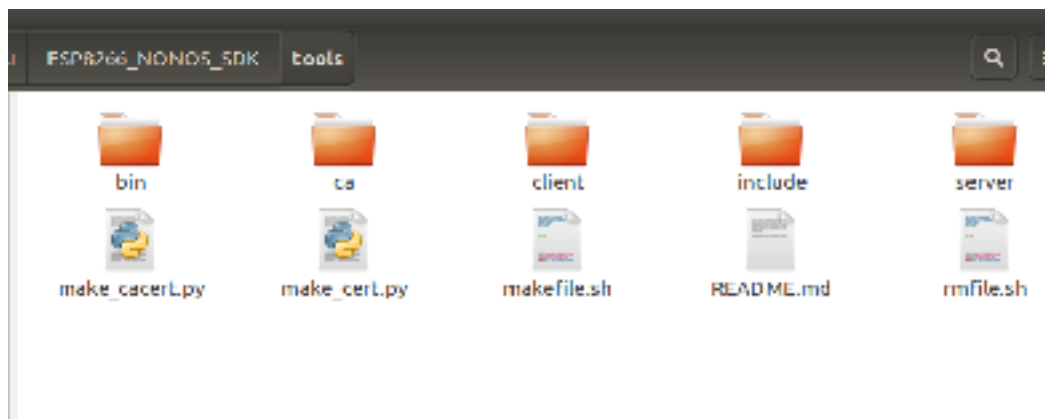 ESP8266_NONOS_SDK tools
bin ca client include server
make_cacert.py make_cert.py makefile.sh README.md rmfile.sh